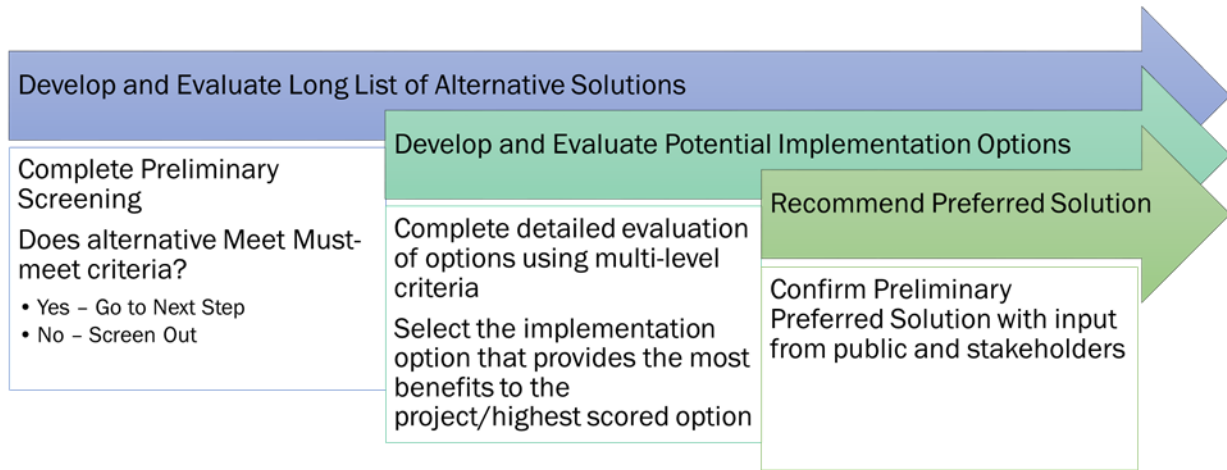 Develop and Evaluate Long List of Alternative Solutions
Complete Preliminary
Screening
Does alternative Meet Must-
meet criteria?
• Yes – Go to Next Step
• No – Screen Out
Develop and Evaluate Potential Implementation Options
Complete detailed evaluation
of options using multi-level
criteria
Select the implementation
option that provides the most
benefits to the
project/highest scored option
Recommend Preferred Solution
Confirm Preliminary
Preferred Solution with input
from public and stakeholders